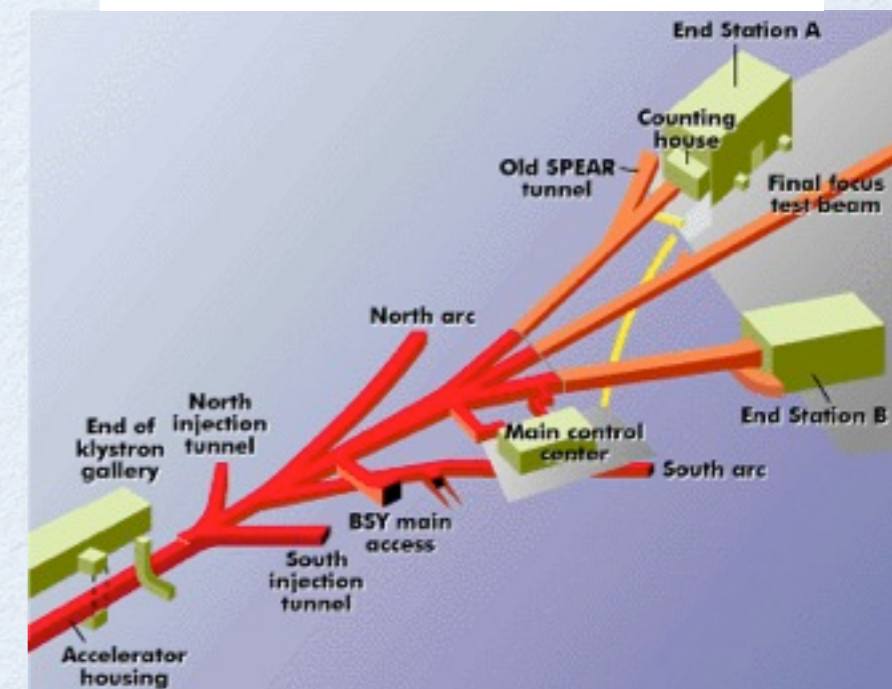 End Station A
Counting
house
Old SPEAR
tunnel
Final focus
test beam
North arc
North
injection
tunnel
End of
klystron
gallery
End Station B
Main control
center
South arc
BSY main
access
South
injection
tunnel
Accelerator
housing